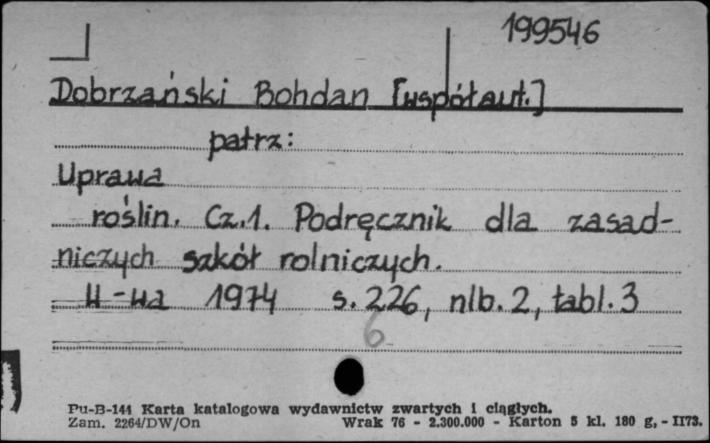 199546
Dobrzański Bohdan [współaut.]
patrz:
Uprawa
roślin. Cz.1. Podręcznik dla zasad-
niczych szkół rolniczych.
W-wa 1974 s. 226, nlb. 2, tabl. 3
6
Pu-B-144 Karta katalogowa wydawnictw zwartych i ciągłych.
Zam. 2264/DW/On Wrak 76 - 2.300.000 - Karton 5 kl. 180 g, - II73.